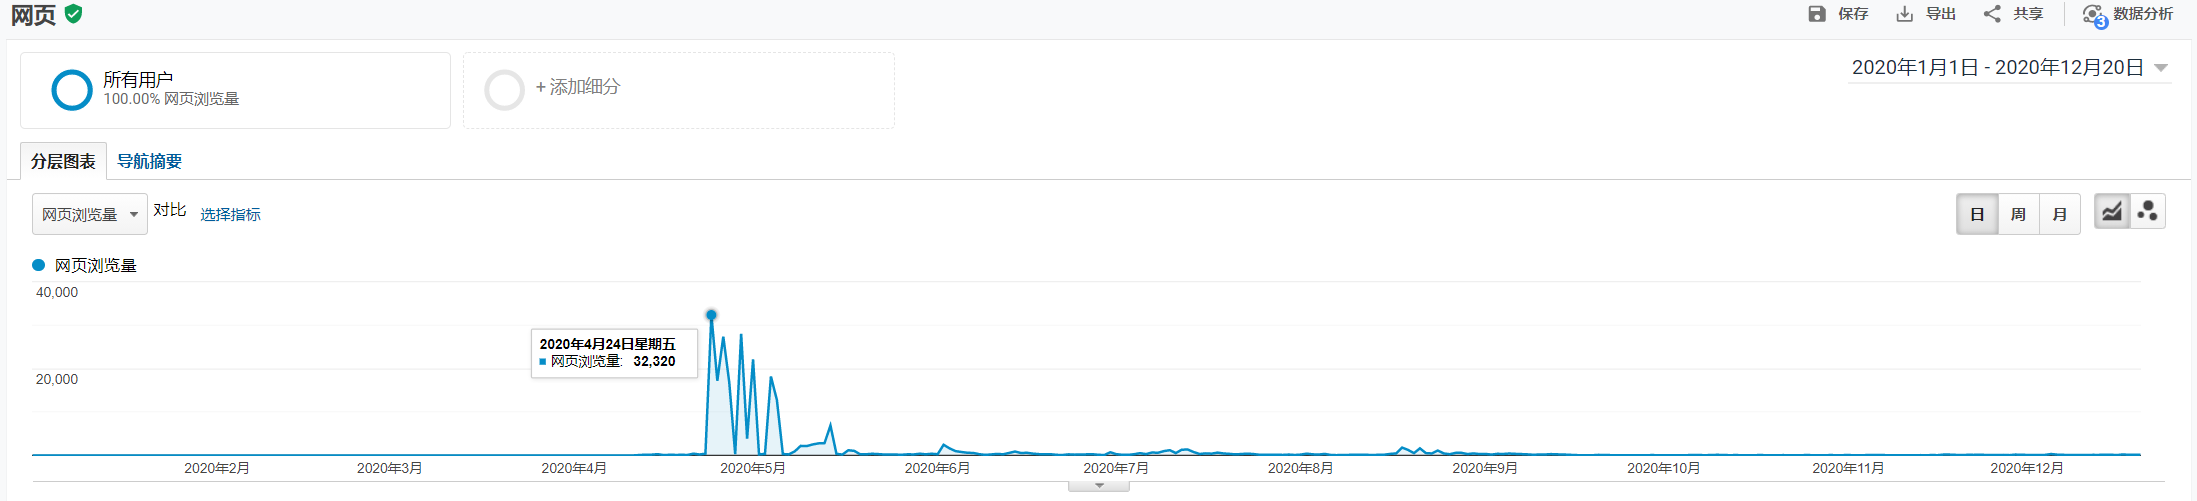 网页
保存 导出 共享 3 数据分析
所有用户
100.00% 网页浏览量
+ 添加细分
2020年1月1日 - 2020年12月20日
分层图表 导航摘要
网页浏览量 对比 选择指标
日 周 月
网页浏览量
40,000
2020年4月24日星期五
网页浏览量: 32,320
20,000
2020年2月 2020年3月 2020年4月 2020年5月 2020年6月 2020年7月 2020年8月 2020年9月 2020年10月 2020年11月 2020年12月